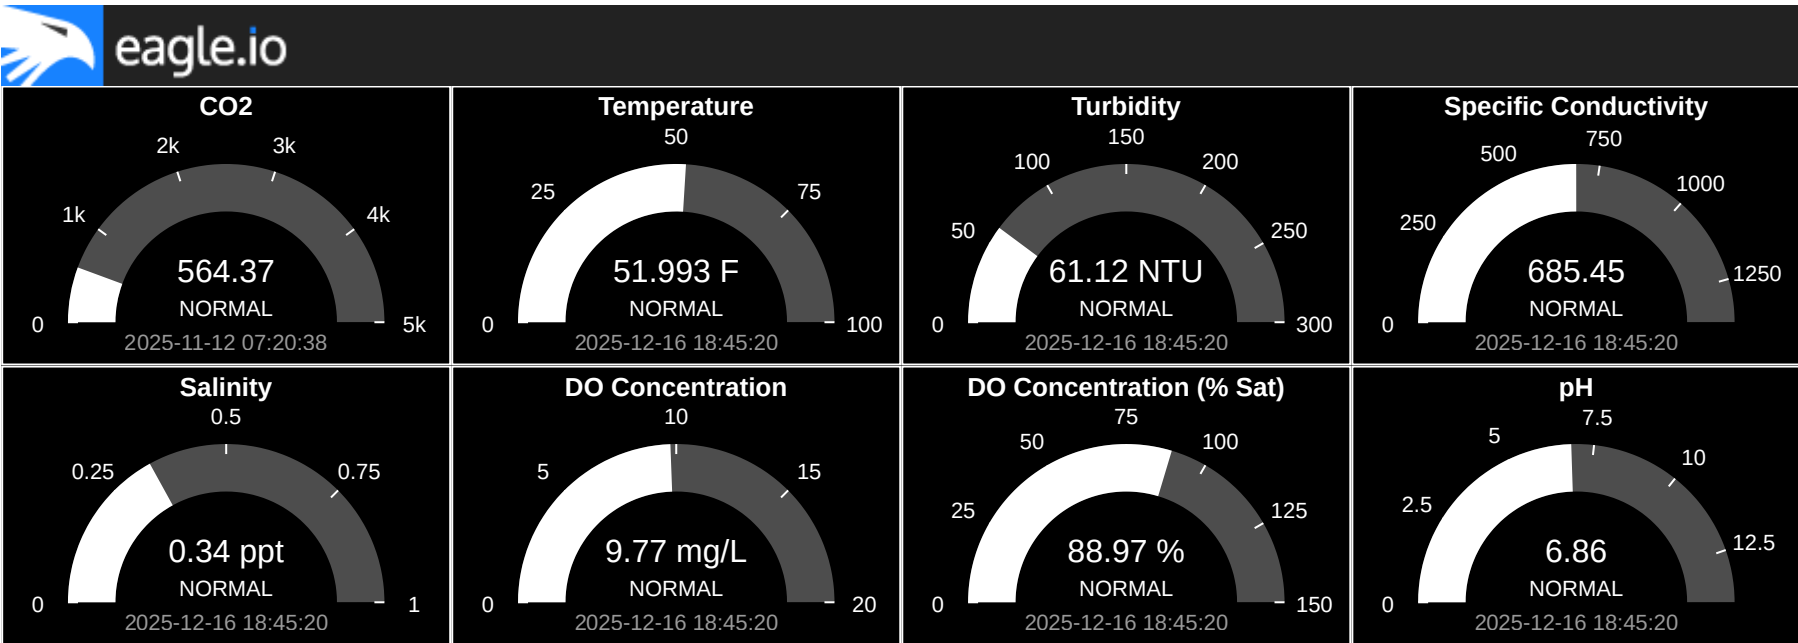 eagle.io
CO2
0
1k
2k
3k
4k
5k
564.37
NORMAL
2025-11-12 07:20:38
Temperature
0
25
50
75
100
51.993 F
NORMAL
2025-12-16 18:45:20
Turbidity
0
50
100
150
200
250
300
61.12 NTU
NORMAL
2025-12-16 18:45:20
Specific Conductivity
0
250
500
750
1000
1250
685.45
NORMAL
2025-12-16 18:45:20
Salinity
0
0.25
0.5
0.75
1
0.34 ppt
NORMAL
2025-12-16 18:45:20
DO Concentration
0
5
10
15
20
9.77 mg/L
NORMAL
2025-12-16 18:45:20
DO Concentration (% Sat)
0
25
50
75
100
125
150
88.97 %
NORMAL
2025-12-16 18:45:20
pH
0
2.5
5
7.5
10
12.5
6.86
NORMAL
2025-12-16 18:45:20